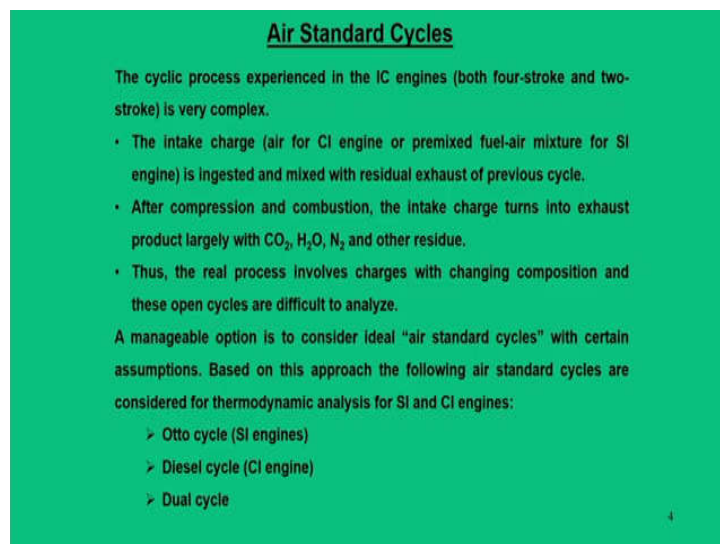 Air Standard Cycles
The cyclic process experienced in the IC engines (both four-stroke and two-
stroke) is very complex.
• The intake charge (air for CI engine or premixed fuel-air mixture for SI
engine) is ingested and mixed with residual exhaust of previous cycle.
• After compression and combustion, the intake charge turns into exhaust
product largely with CO₂, H₂O, N₂ and other residue.
• Thus, the real process involves charges with changing composition and
these open cycles are difficult to analyze.
A manageable option is to consider ideal “air standard cycles” with certain
assumptions. Based on this approach the following air standard cycles are
considered for thermodynamic analysis for SI and CI engines:
➢ Otto cycle (SI engines)
➢ Diesel cycle (CI engine)
➢ Dual cycle
4